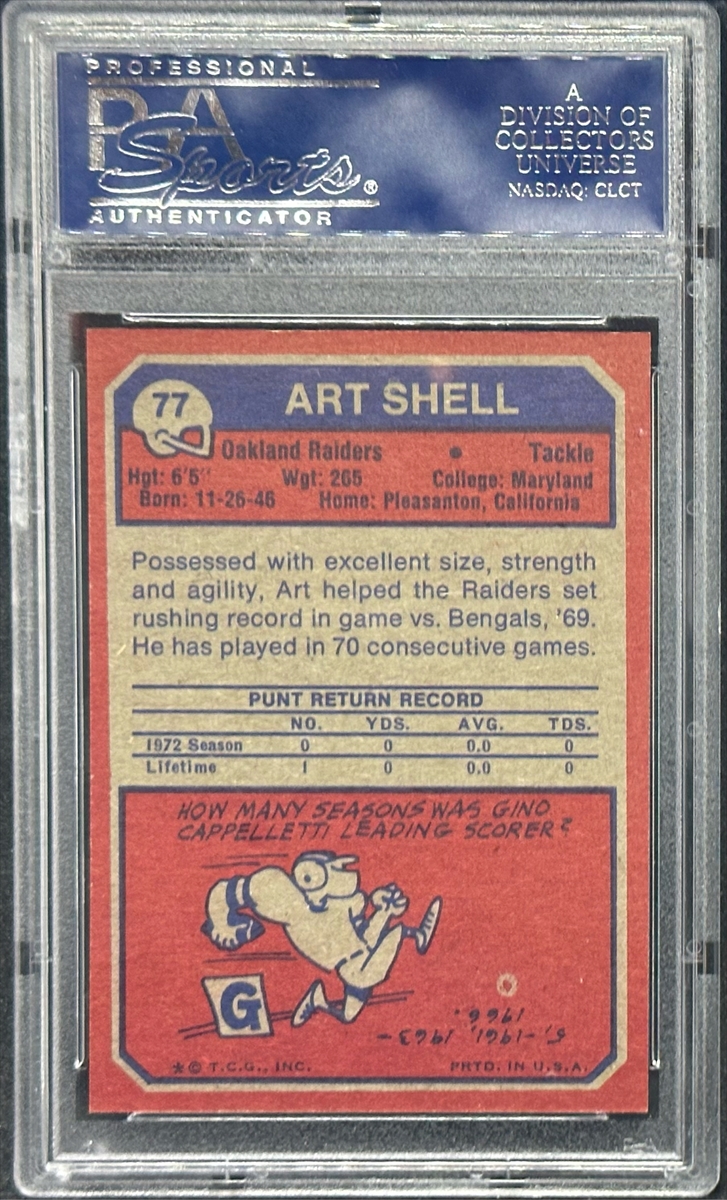 PROFESSIONAL
PSA
Sports®
AUTHENTICATOR
A
DIVISION OF
COLLECTORS
UNIVERSE
NASDAQ: CLCT
77
ART SHELL
Oakland Raiders • Tackle
Hgt: 6'5" Wgt: 265 College: Maryland
Born: 11-26-46 Home: Pleasanton, California
Possessed with excellent size, strength
and agility, Art helped the Raiders set
rushing record in game vs. Bengals, '69.
He has played in 70 consecutive games.
PUNT RETURN RECORD
NO. YDS. AVG. TDS.
1972 Season 0 0 0.0 0
Lifetime 1 0 0.0 0
HOW MANY SEASONS WAS GINO
CAPPELLETTI LEADING SCORER?
G
5,-1961, 1963-
1966.
*© T.C.G., INC. PRTD. IN U.S.A.